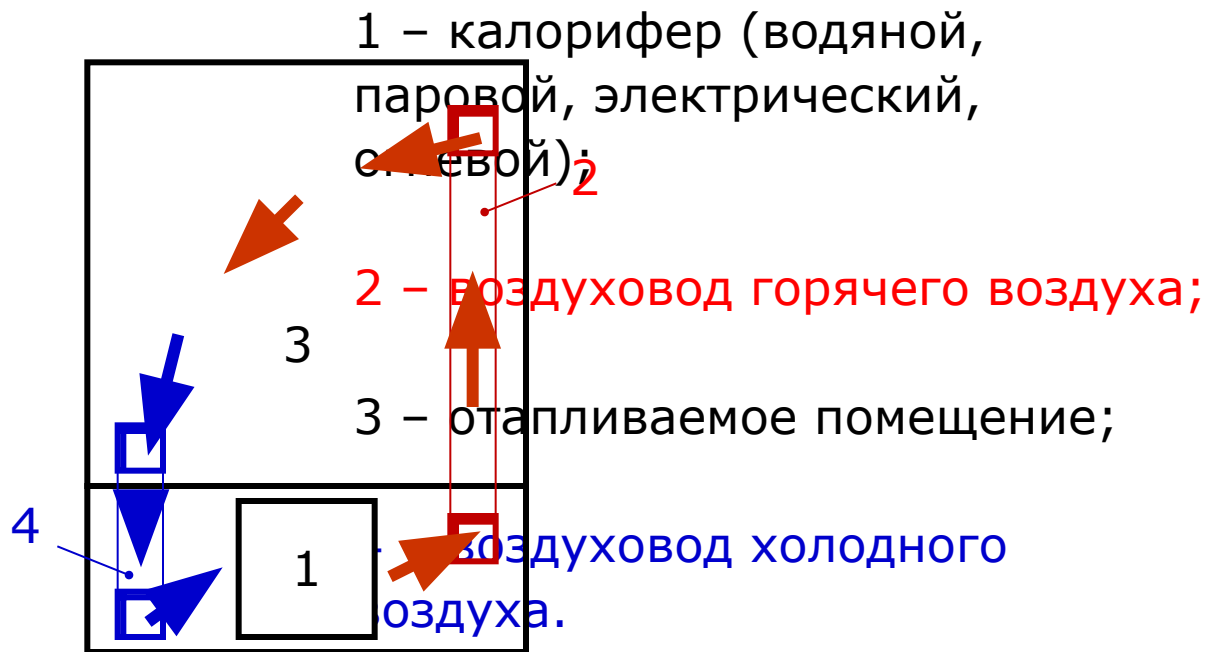 1 – калорифер (водяной,
паровой, электрический,
огневой);
2
2 – воздуховод горячего воздуха;
3
3 – отапливаемое помещение;
4
1
– воздуховод холодного
воздуха.